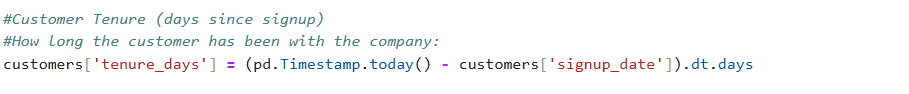 #Customer Tenure (days since signup)
#How long the customer has been with the company:
customers['tenure_days'] = (pd.Timestamp.today() - customers['signup_date']).dt.days